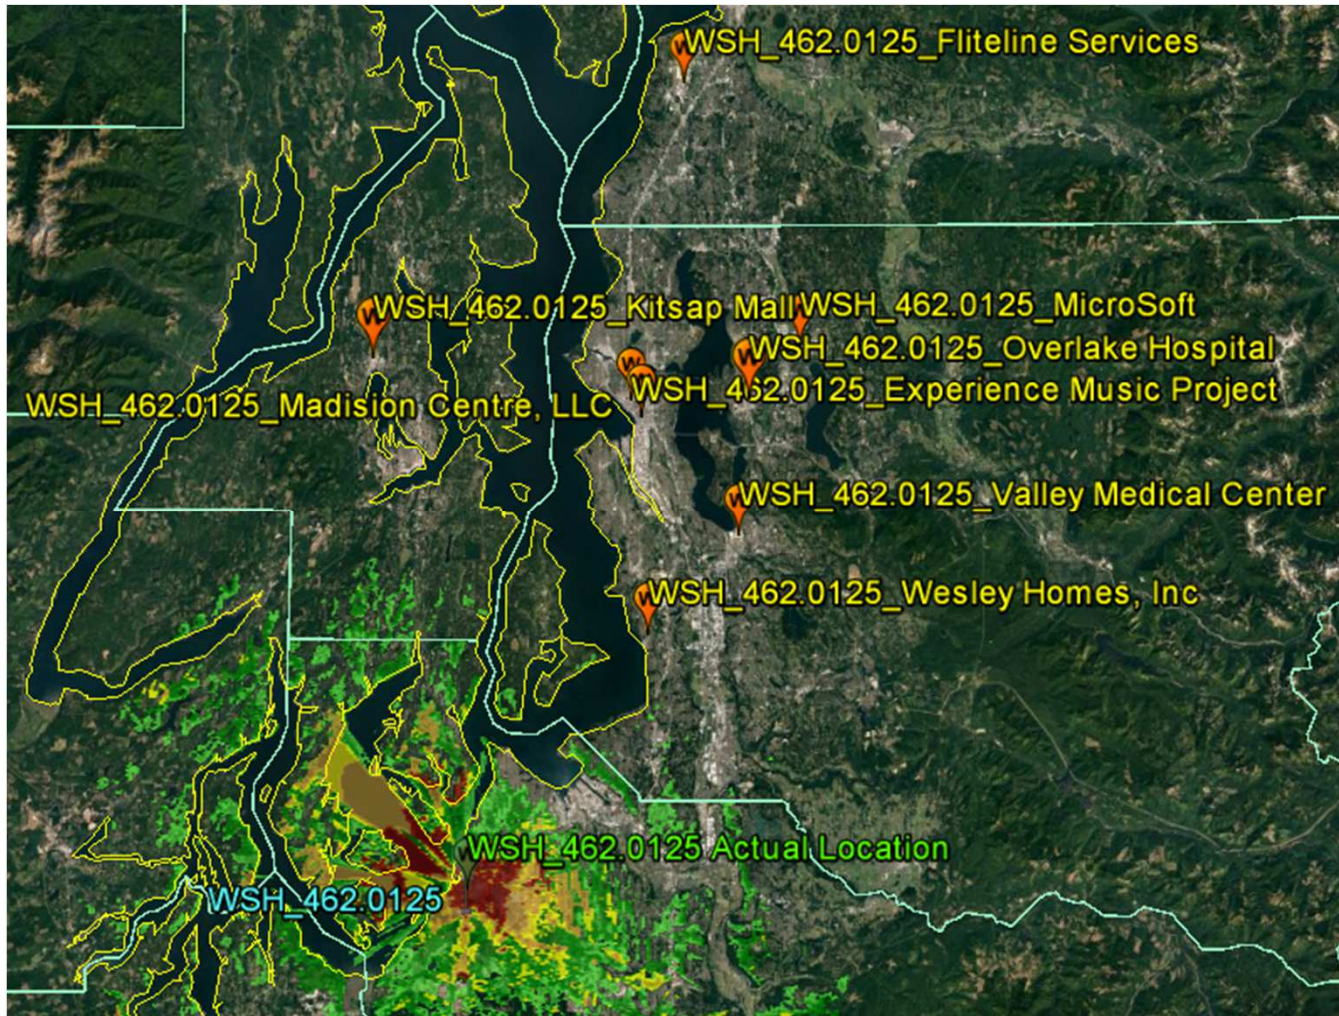 WSH_462.0125_Fliteline Services
WSH_462.0125_Kitsap Mall
WSH_462.0125_MicroSoft
WSH_462.0125_Overlake Hospital
WSH_462.0125_Experience Music Project
WSH_462.0125_Madision Centre, LLC
WSH_462.0125_Valley Medical Center
WSH_462.0125_Wesley Homes, Inc
WSH_462.0125 Actual Location
WSH_462.0125